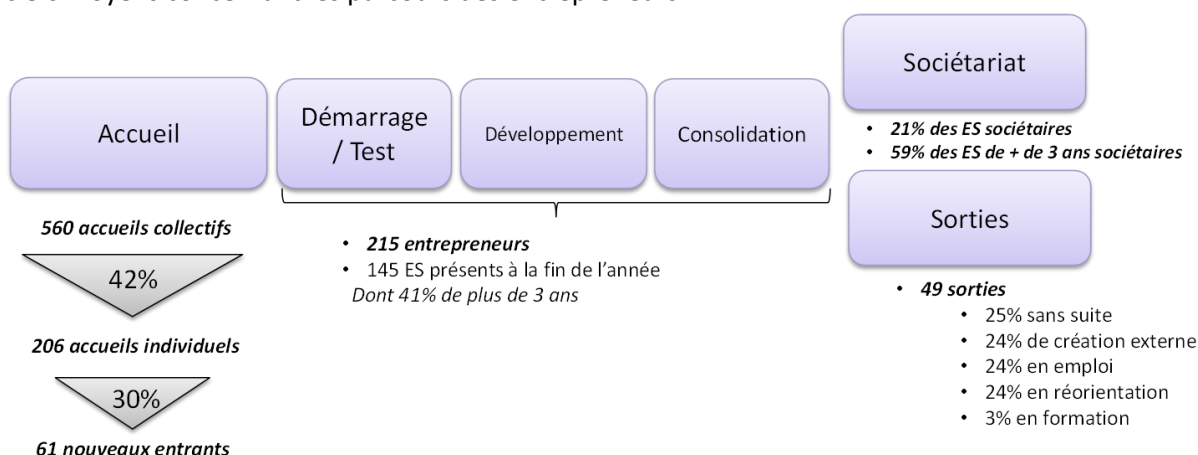 Accueil
Démarrage
/ Test
Développement
Consolidation
Sociétariat
• 21% des ES sociétaires
• 59% des ES de + de 3 ans sociétaires
Sorties
560 accueils collectifs
42%
206 accueils individuels
30%
61 nouveaux entrants
• 215 entrepreneurs
• 145 ES présents à la fin de l'année
Dont 41% de plus de 3 ans
• 49 sorties
• 25% sans suite
• 24% de création externe
• 24% en emploi
• 24% en réorientation
• 3% en formation